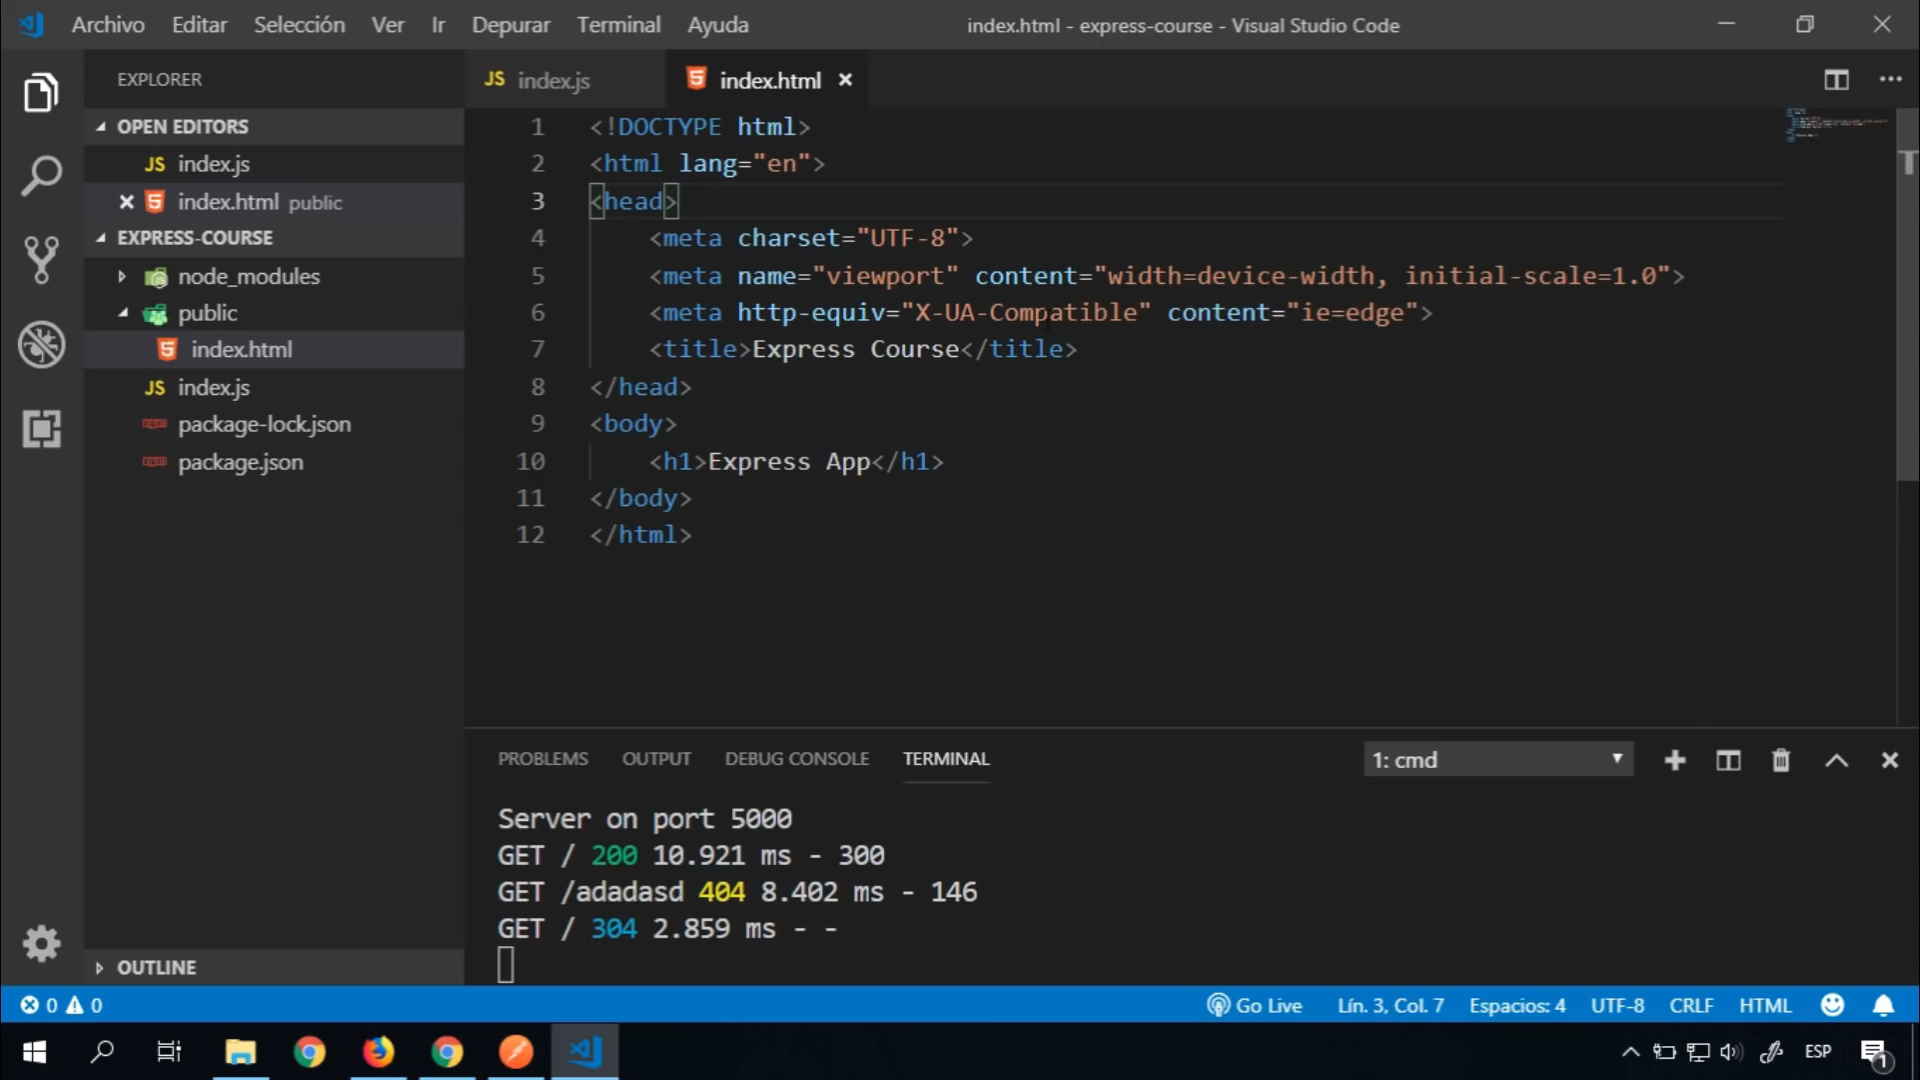 Archivo Editar Selección Ver Ir Depurar Terminal Ayuda index.html - express-course - Visual Studio Code
EXPLORER
JS index.js
index.html
OPEN EDITORS
JS index.js
index.html public
EXPRESS-COURSE
node_modules
public
index.html
JS index.js
package-lock.json
package.json
OUTLINE
1 <!DOCTYPE html>
2 <html lang="en">
3 <head>
4 <meta charset="UTF-8">
5 <meta name="viewport" content="width=device-width, initial-scale=1.0">
6 <meta http-equiv="X-UA-Compatible" content="ie=edge">
7 <title>Express Course</title>
8 </head>
9 <body>
10 <h1>Express App</h1>
11 </body>
12 </html>
PROBLEMS OUTPUT DEBUG CONSOLE TERMINAL 1: cmd
Server on port 5000
GET / 200 10.921 ms - 300
GET /adadasd 404 8.402 ms - 146
GET / 304 2.859 ms - -
0 0 Go Live Lín. 3, Col. 7 Espacios: 4 UTF-8 CRLF HTML
ESP 1